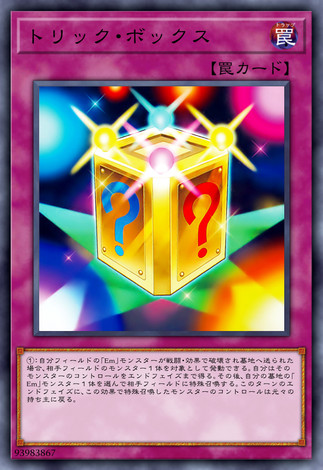 トリック・ボックス
トラップ
罠
【罠カード】
?
?
①:自分フィールドの「Em」モンスターが戦闘・効果で破壊され墓地へ送られた
場合、相手フィールドのモンスター1体を対象として発動できる。自分はその
モンスターのコントロールをエンドフェイズまで得る。その後、自分の墓地の「
Em」モンスター1体を選んで相手フィールドに特殊召喚する。このターンのエ
ンドフェイズに、この効果で特殊召喚したモンスターのコントロールは元々の
持ち主に戻る。
93983867